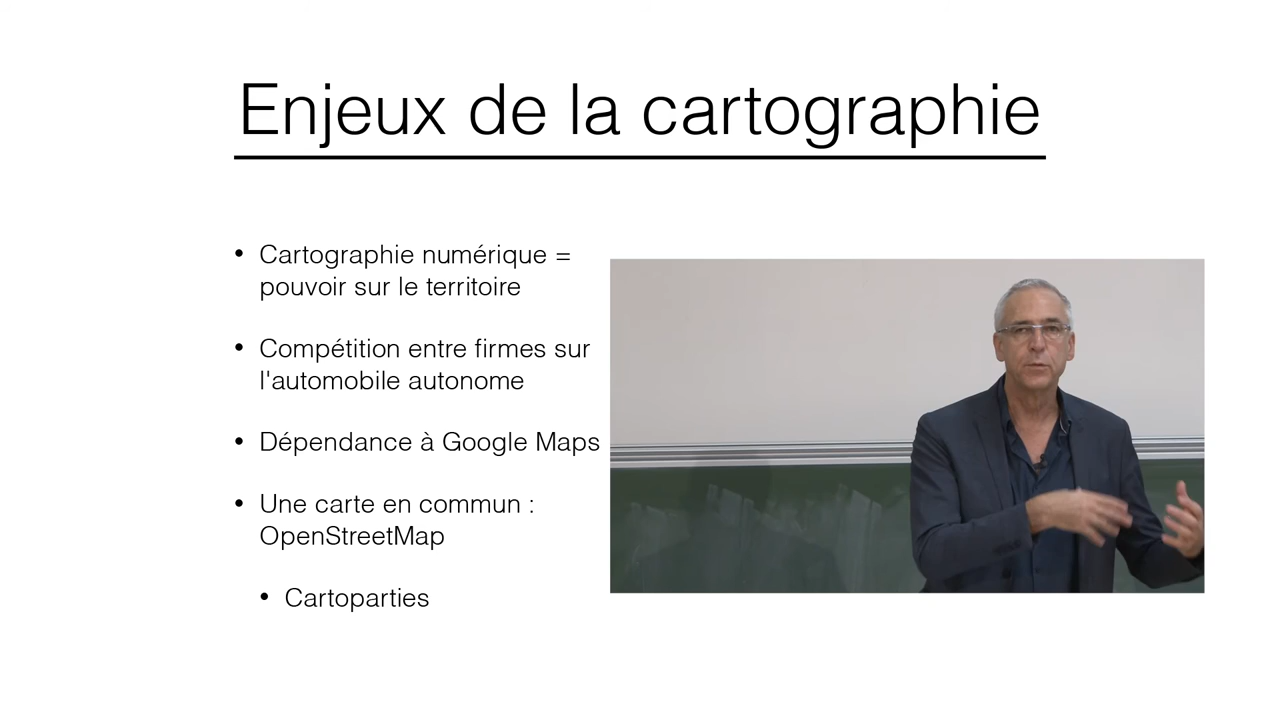 Enjeux de la cartographie
• Cartographie numérique =
pouvoir sur le territoire
• Compétition entre firmes sur
l'automobile autonome
• Dépendance à Google Maps
• Une carte en commun :
OpenStreetMap
• Cartoparties